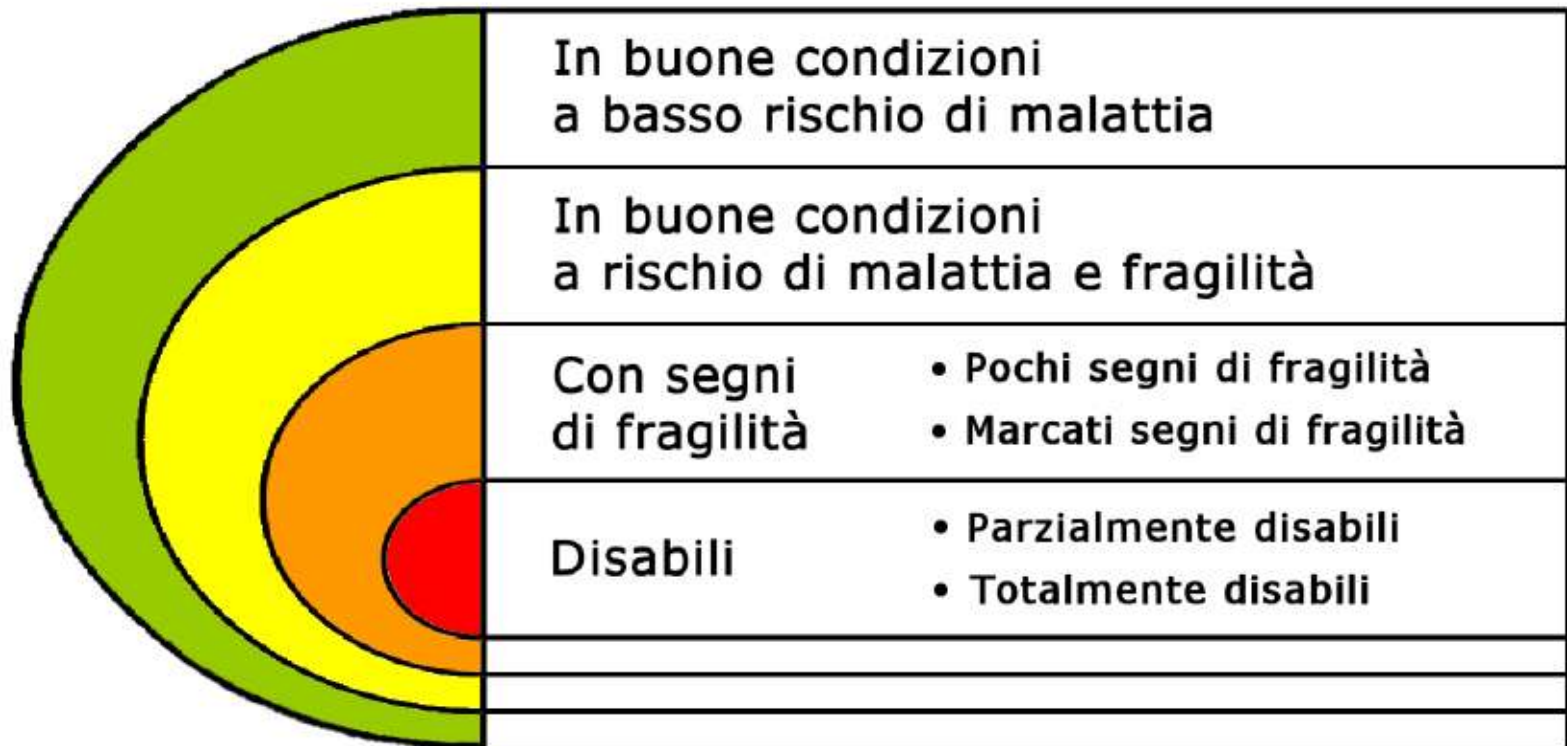 In buone condizioni
a basso rischio di malattia
In buone condizioni
a rischio di malattia e fragilità
Con segni
di fragilità
• Pochi segni di fragilità
• Marcati segni di fragilità
Disabili
• Parzialmente disabili
• Totalmente disabili